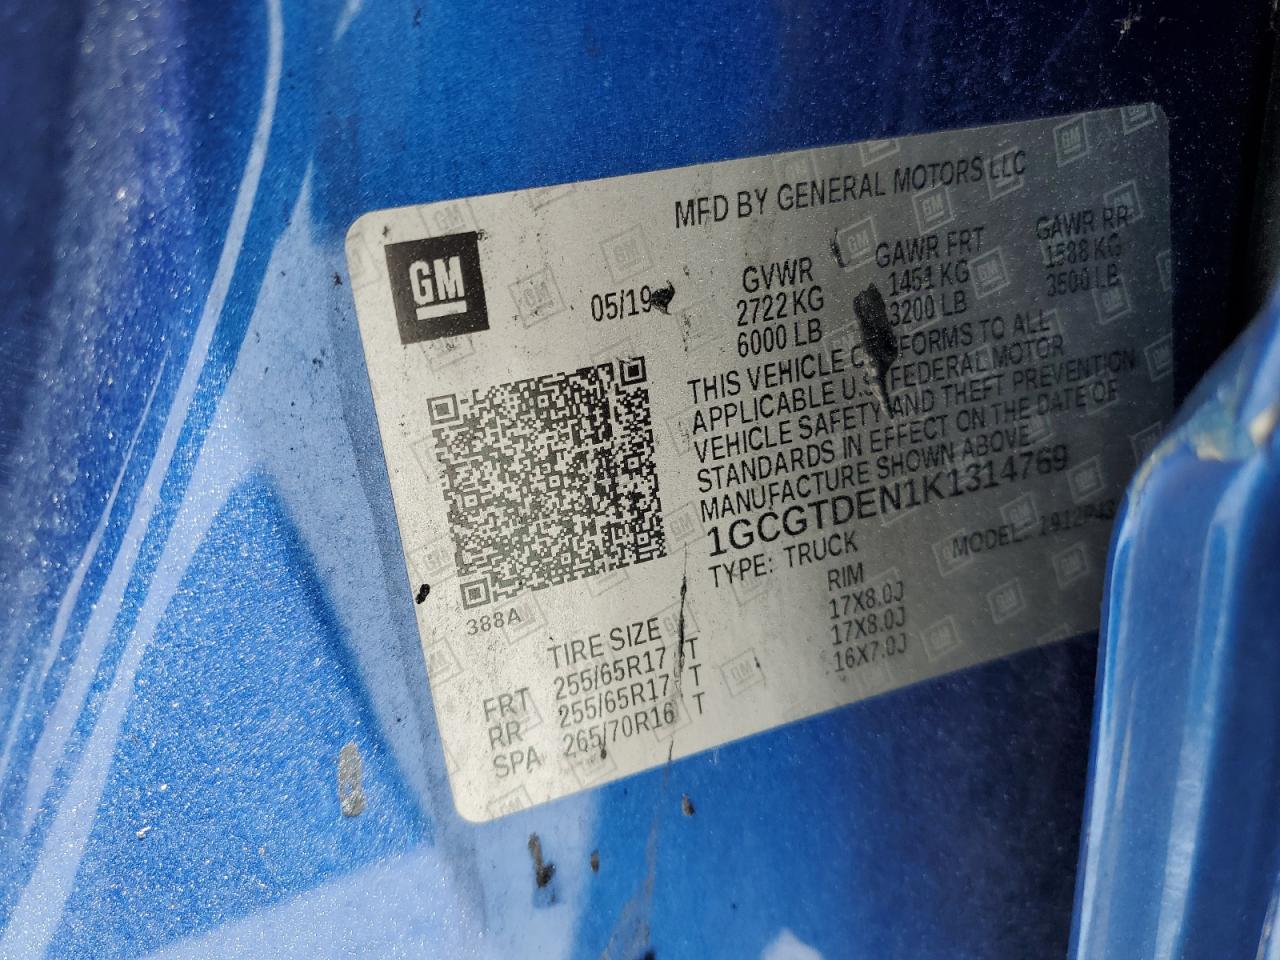 GM
MFD BY GENERAL MOTORS LLC
05/19
GVWR GAWR FRT GAWR RR
2722 KG 1451 KG 1588 KG
6000 LB 3200 LB 3500 LB
THIS VEHICLE CONFORMS TO ALL
APPLICABLE U.S. FEDERAL MOTOR
VEHICLE SAFETY AND THEFT PREVENTION
STANDARDS IN EFFECT ON THE DATE OF
MANUFACTURE SHOWN ABOVE
1GCGTDEN1K1314769
TYPE: TRUCK MODEL:
388A
TIRE SIZE RIM
FRT 255/65R17 T 17X8.0J
RR 255/65R17 T 17X8.0J
SPA 265/70R16 T 16X7.0J